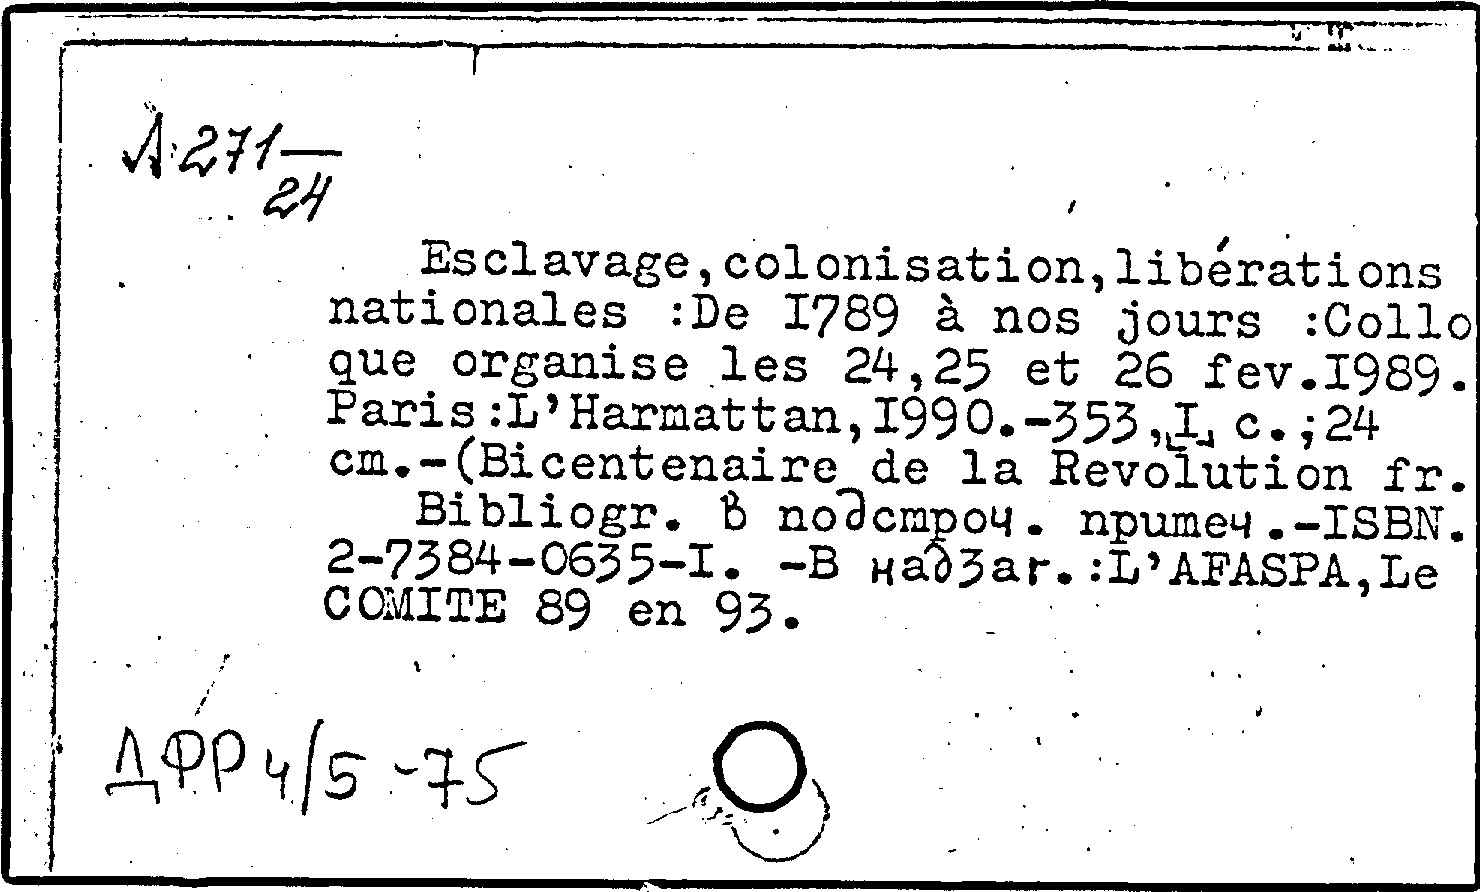 А 271—
24
Esclavage,colonisation,libérations
nationales :De I789 à nos jours :Collo
que organise les 24,25 et 26 fev.I989.
Paris:L'Harmattan,I990.-353,[I] с.;24
cm.-(Bicentenaire de la Revolution fr.
Bibliogr. в подстроч. примеч.-ISBN.
2-7384-0635-I. -В надзаг.:L'AFASPA,Le
COMITE 89 en 93.
ДФР 4/5 -75